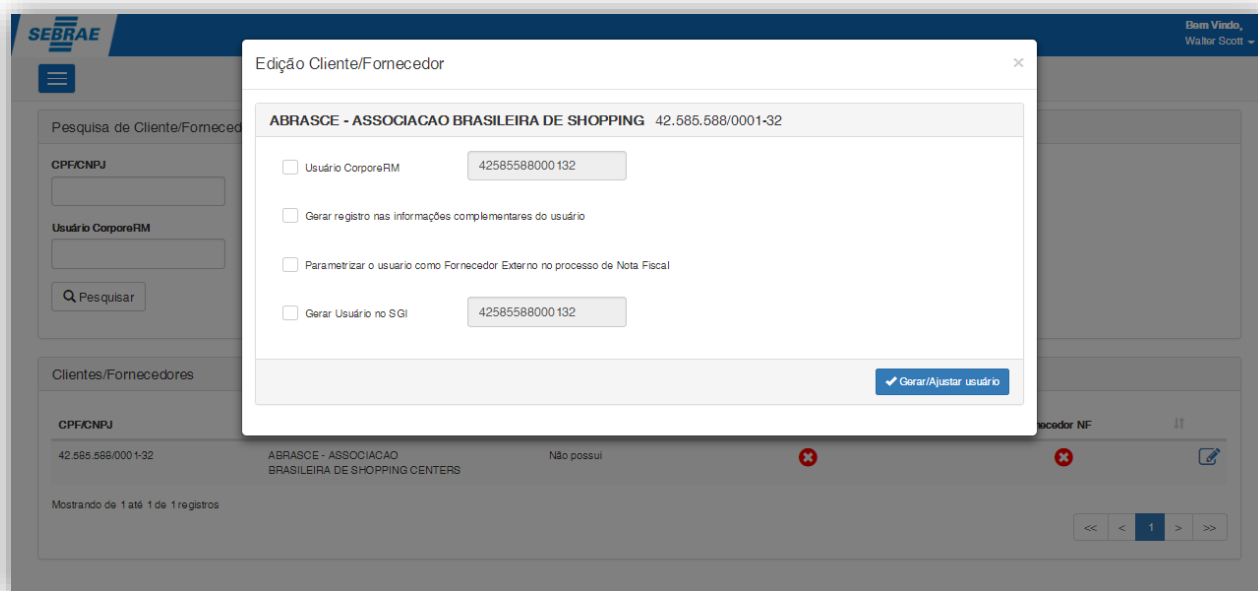 SEBRAE
Bem Vindo,
Walter Scott
Edição Cliente/Fornecedor
×
Pesquisa de Cliente/Forneced
ABRASCE - ASSOCIACAO BRASILEIRA DE SHOPPING 42.585.588/0001-32
CPF/CNPJ
Usuário CorporeRM
42585588000132
Gerar registro nas informações complementares do usuário
Usuário CorporeRM
Parametrizar o usuario como Fornecedor Externo no processo de Nota Fiscal
Pesquisar
Gerar Usuário no SGI
42585588000132
Clientes/Fornecedores
Gerar/Ajustar usuário
CPF/CNPJ
necedor NF
42.585.588/0001-32
ABRASCE - ASSOCIACAO
BRASILEIRA DE SHOPPING CENTERS
Não possui
Mostrando de 1 até 1 de 1 registros
<< < 1 > >>